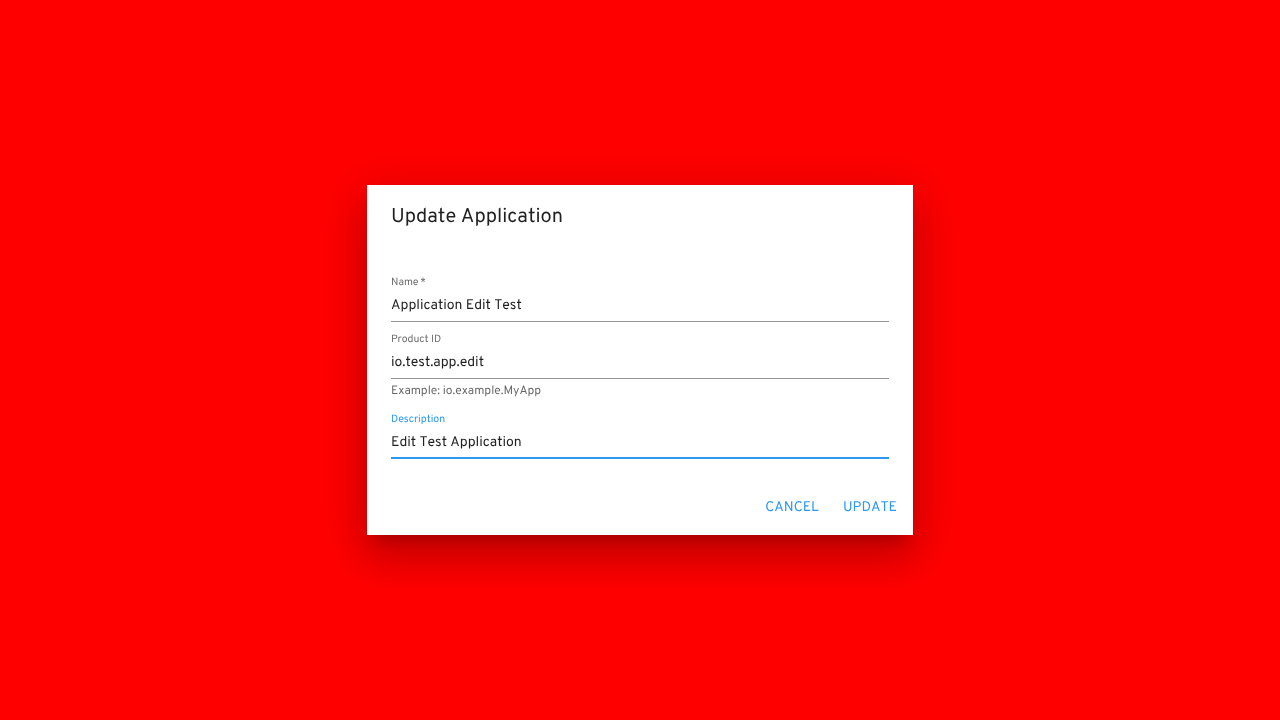 Update Application
Name *
Application Edit Test
Product ID
io.test.app.edit
Example: io.example.MyApp
Description
Edit Test Application
CANCEL UPDATE